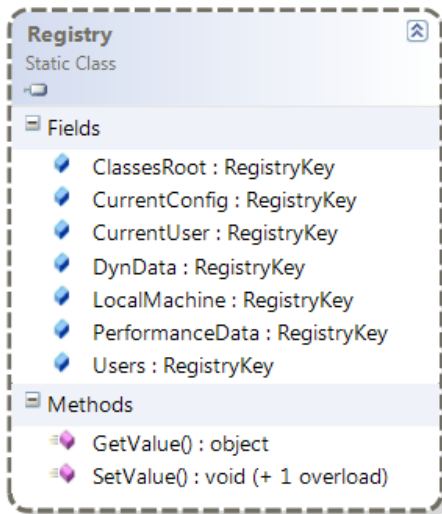 Registry
Static Class
Fields
ClassesRoot : RegistryKey
CurrentConfig : RegistryKey
CurrentUser : RegistryKey
DynData : RegistryKey
LocalMachine : RegistryKey
PerformanceData : RegistryKey
Users : RegistryKey
Methods
GetValue() : object
SetValue() : void (+ 1 overload)